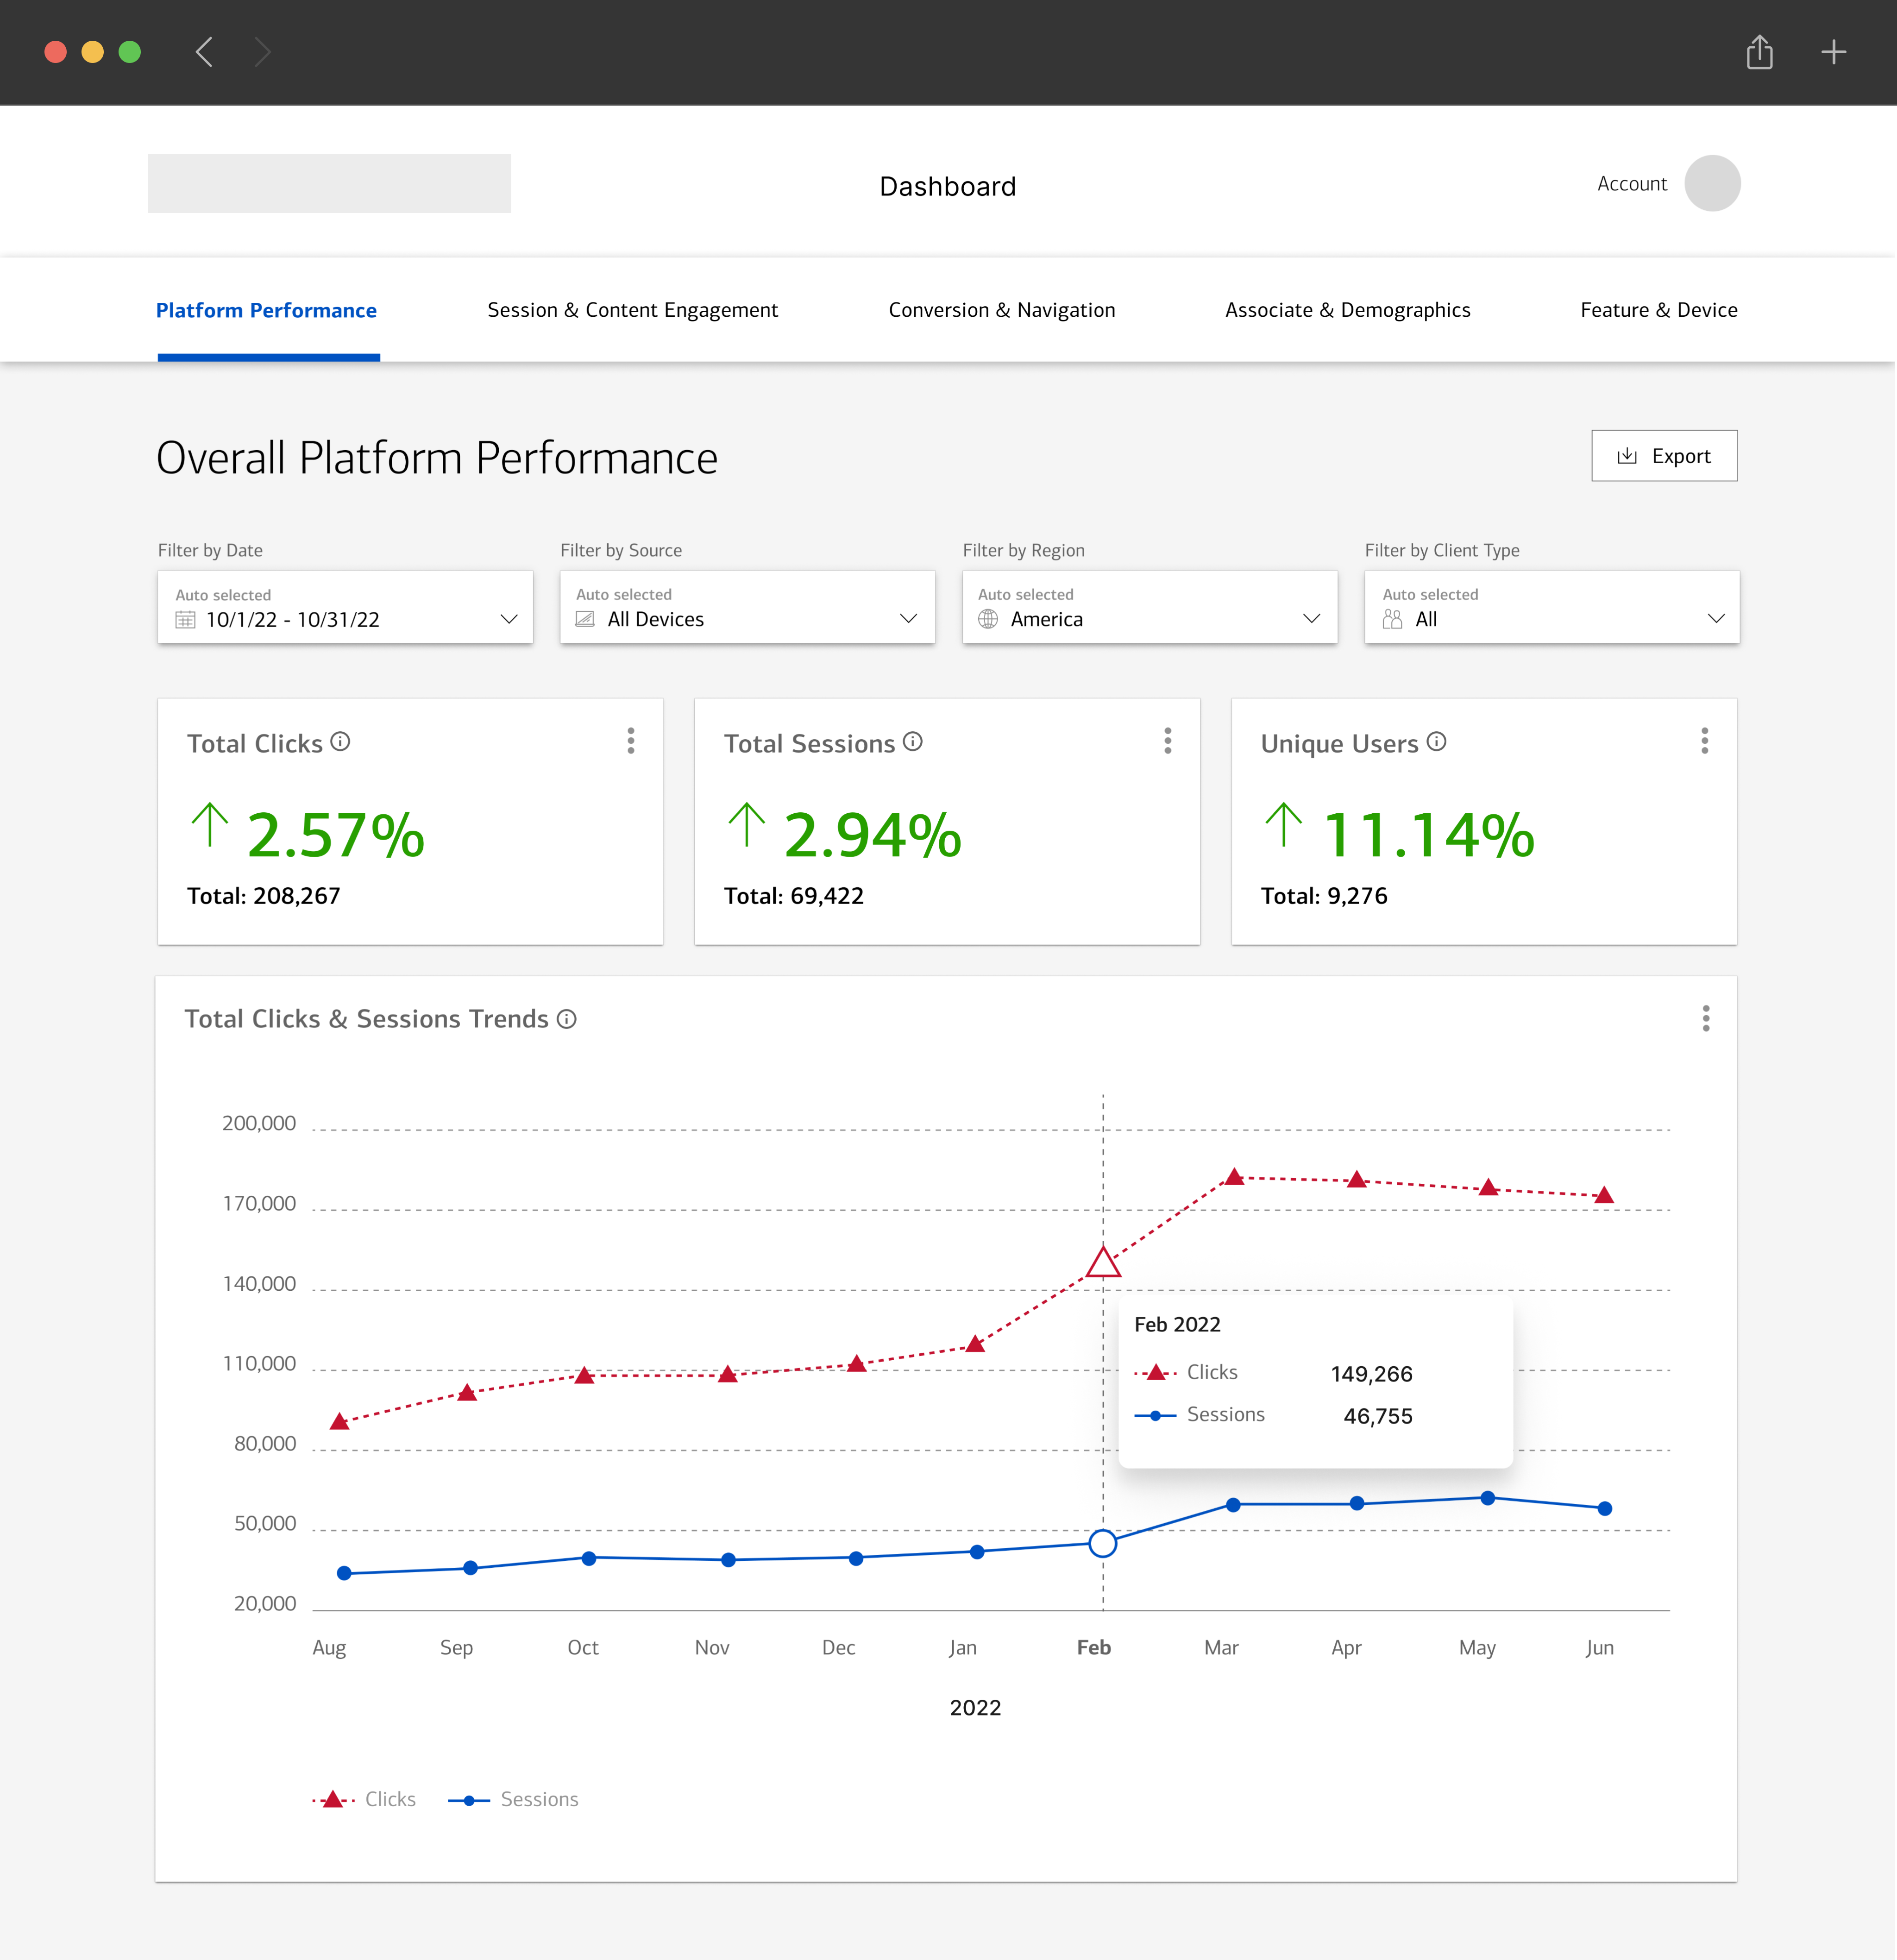 Dashboard
Account
Platform Performance
Session & Content Engagement
Conversion & Navigation
Associate & Demographics
Feature & Device
Overall Platform Performance
Export
Filter by Date
Filter by Source
Filter by Region
Filter by Client Type
Auto selected
10/1/22 - 10/31/22
Auto selected
All Devices
Auto selected
America
Auto selected
All
Total Clicks
2.57%
Total: 208,267
Total Sessions
2.94%
Total: 69,422
Unique Users
11.14%
Total: 9,276
Total Clicks & Sessions Trends
200,000
170,000
140,000
110,000
80,000
50,000
20,000
Feb 2022
Clicks 149,266
Sessions 46,755
Aug Sep Oct Nov Dec Jan Feb Mar Apr May Jun
2022
Clicks Sessions